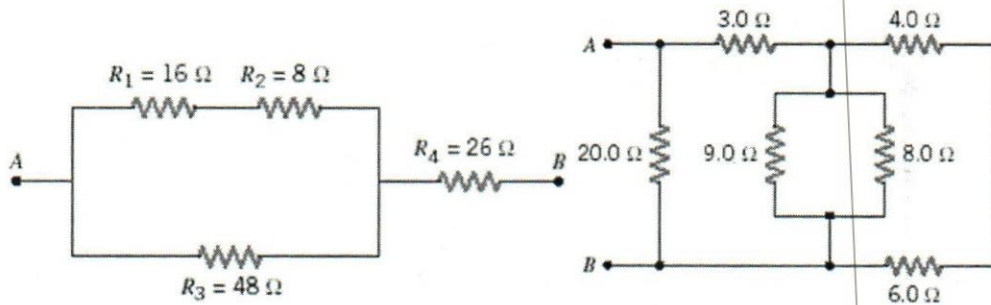 R1 = 16 Ω R2 = 8 Ω
A
R4 = 26 Ω
B
R3 = 48 Ω
3.0 Ω
4.0 Ω
A
20.0 Ω
9.0 Ω
8.0 Ω
B
6.0 Ω